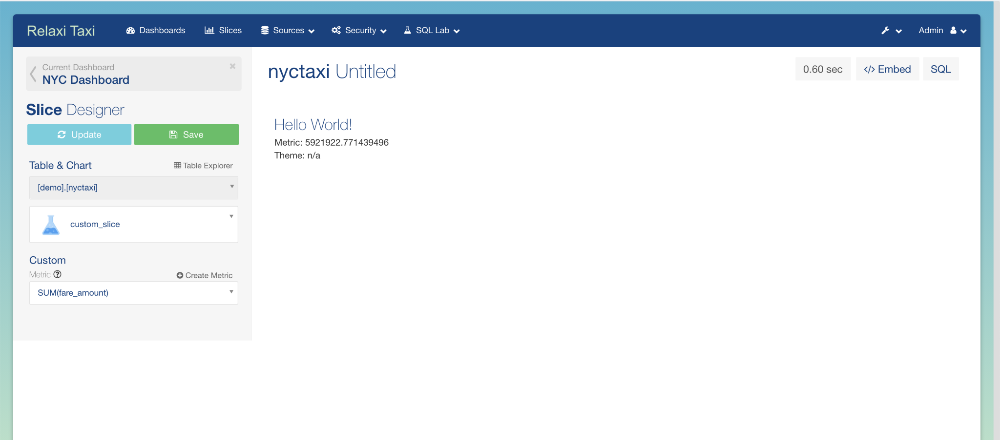 Relaxi Taxi
Dashboards
Slices
Sources
Security
SQL Lab
Admin
Current Dashboard
NYC Dashboard
Slice Designer
Update
Save
Table & Chart
Table Explorer
[demo].[nyctaxi]
custom_slice
Custom
Metric
Create Metric
SUM(fare_amount)
nyctaxi Untitled
0.60 sec
</> Embed
SQL
Hello World!
Metric: 5921922.771439496
Theme: n/a